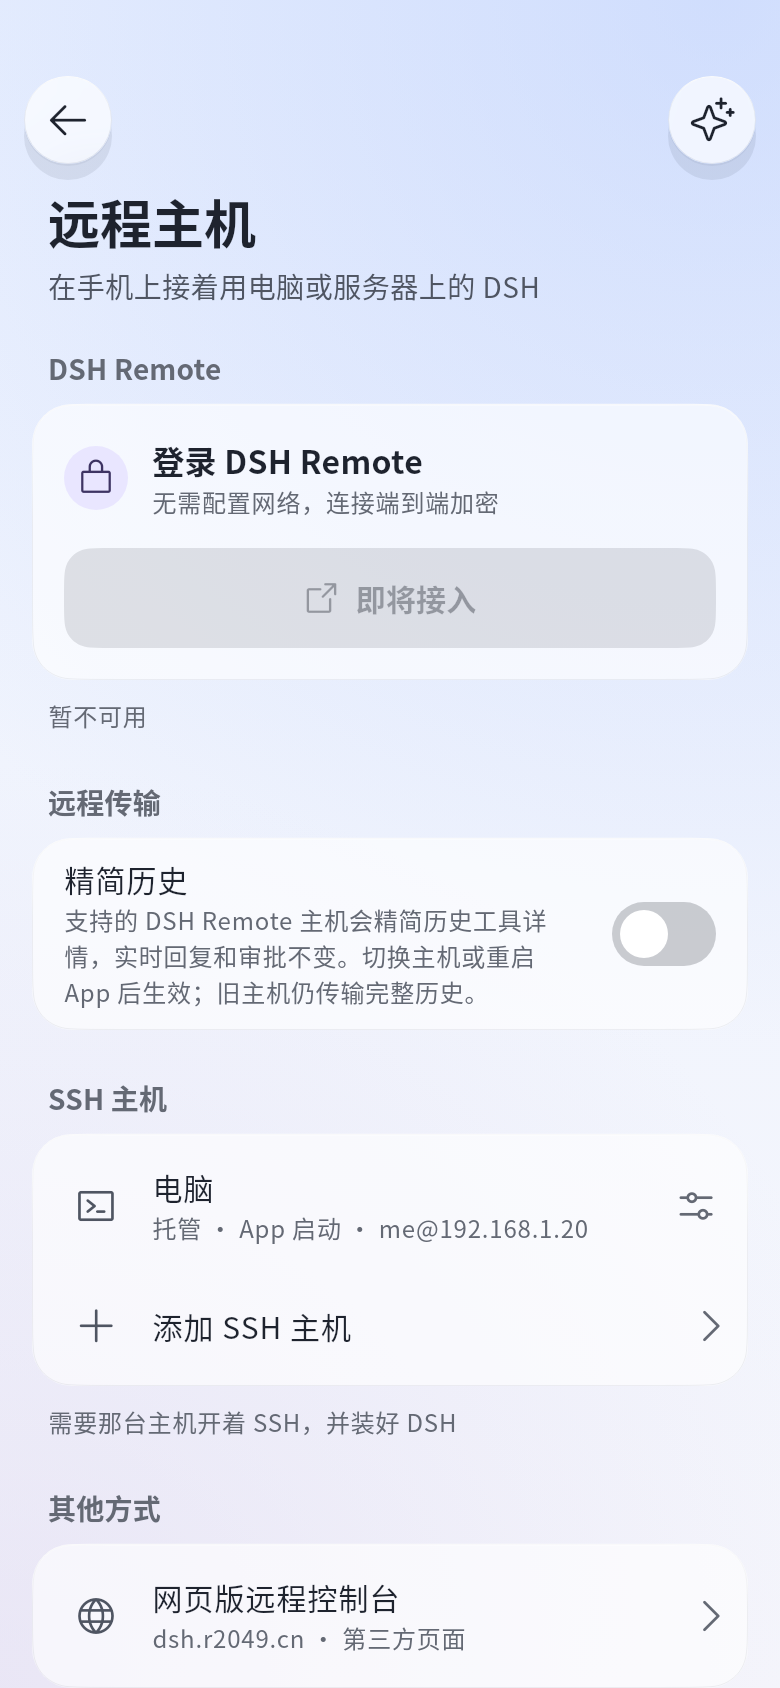 远程主机
在手机上接着用电脑或服务器上的 DSH
DSH Remote
登录 DSH Remote
无需配置网络，连接端到端加密
即将接入
暂不可用
远程传输
精简历史
支持的 DSH Remote 主机会精简历史工具详
情，实时回复和审批不变。切换主机或重启
App 后生效；旧主机仍传输完整历史。
SSH 主机
电脑
托管 · App 启动 · me@192.168.1.20
添加 SSH 主机
需要那台主机开着 SSH，并装好 DSH
其他方式
网页版远程控制台
dsh.r2049.cn · 第三方页面